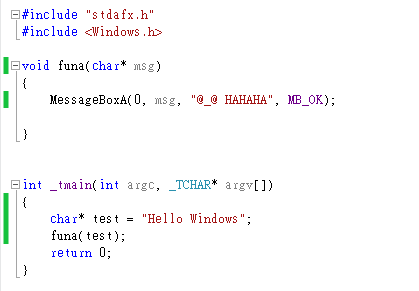 #include "stdafx.h"
#include <Windows.h>
void funa(char* msg)
{
MessageBoxA(0, msg, "@_@ HAHAHA", MB_OK);
}
int _tmain(int argc, _TCHAR* argv[])
{
char* test = "Hello Windows";
funa(test);
return 0;
}